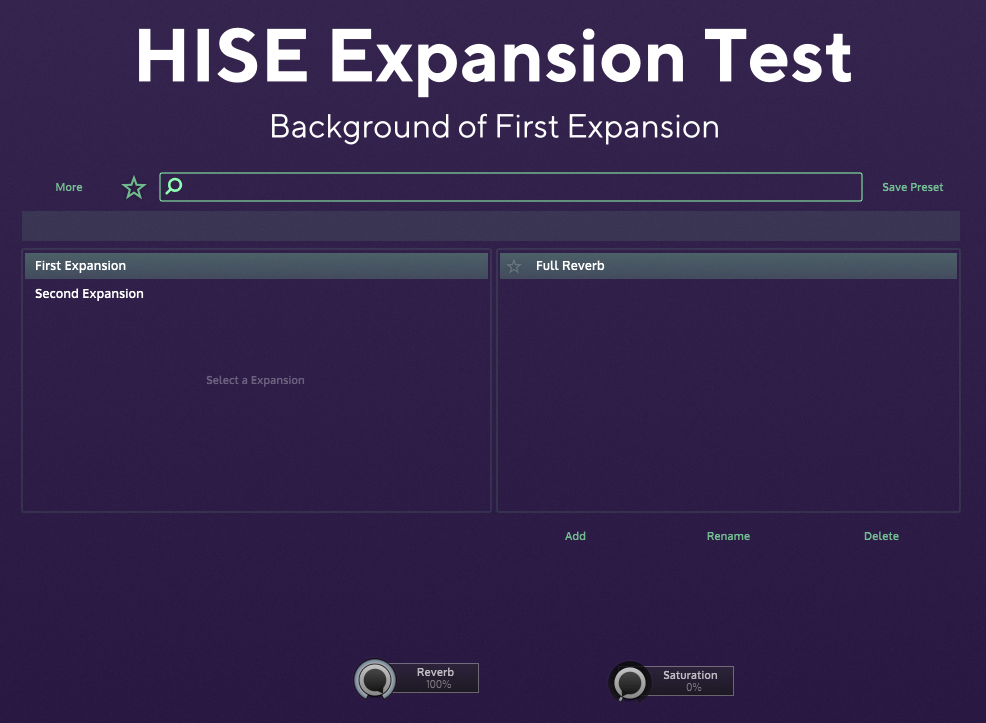 HISE Expansion Test
Background of First Expansion
More
Save Preset
First Expansion
Full Reverb
Second Expansion
Select a Expansion
Add
Rename
Delete
Reverb
100%
Saturation
0%